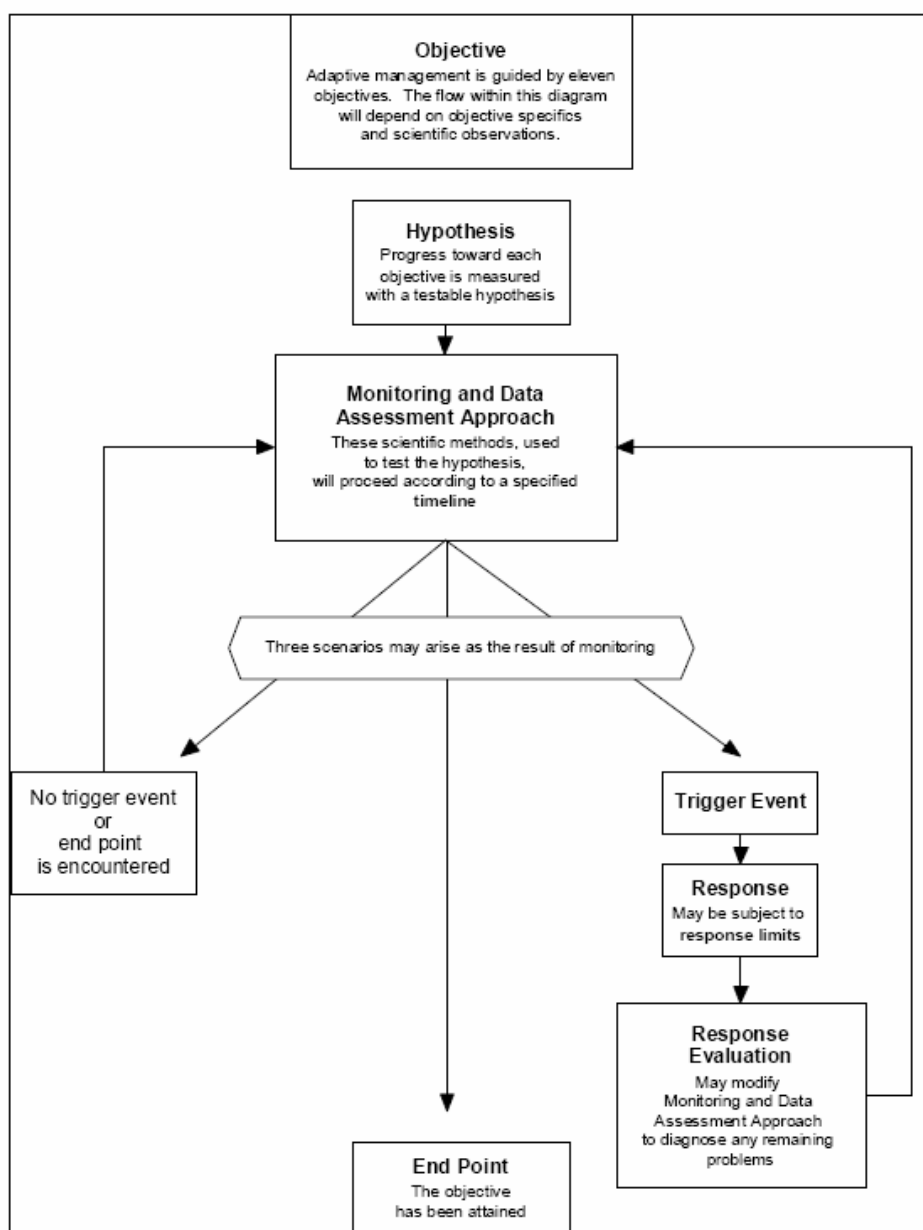 Objective
Adaptive management is guided by eleven
objectives. The flow within this diagram
will depend on objective specifics
and scientific observations.
Hypothesis
Progress toward each
objective is measured
with a testable hypothesis
Monitoring and Data
Assessment Approach
These scientific methods, used
to test the hypothesis,
will proceed according to a specified
timeline
Three scenarios may arise as the result of monitoring
No trigger event
or
end point
is encountered
Trigger Event
Response
May be subject to
response limits
Response
Evaluation
May modify
Monitoring and Data
Assessment Approach
to diagnose any remaining
problems
End Point
The objective
has been attained